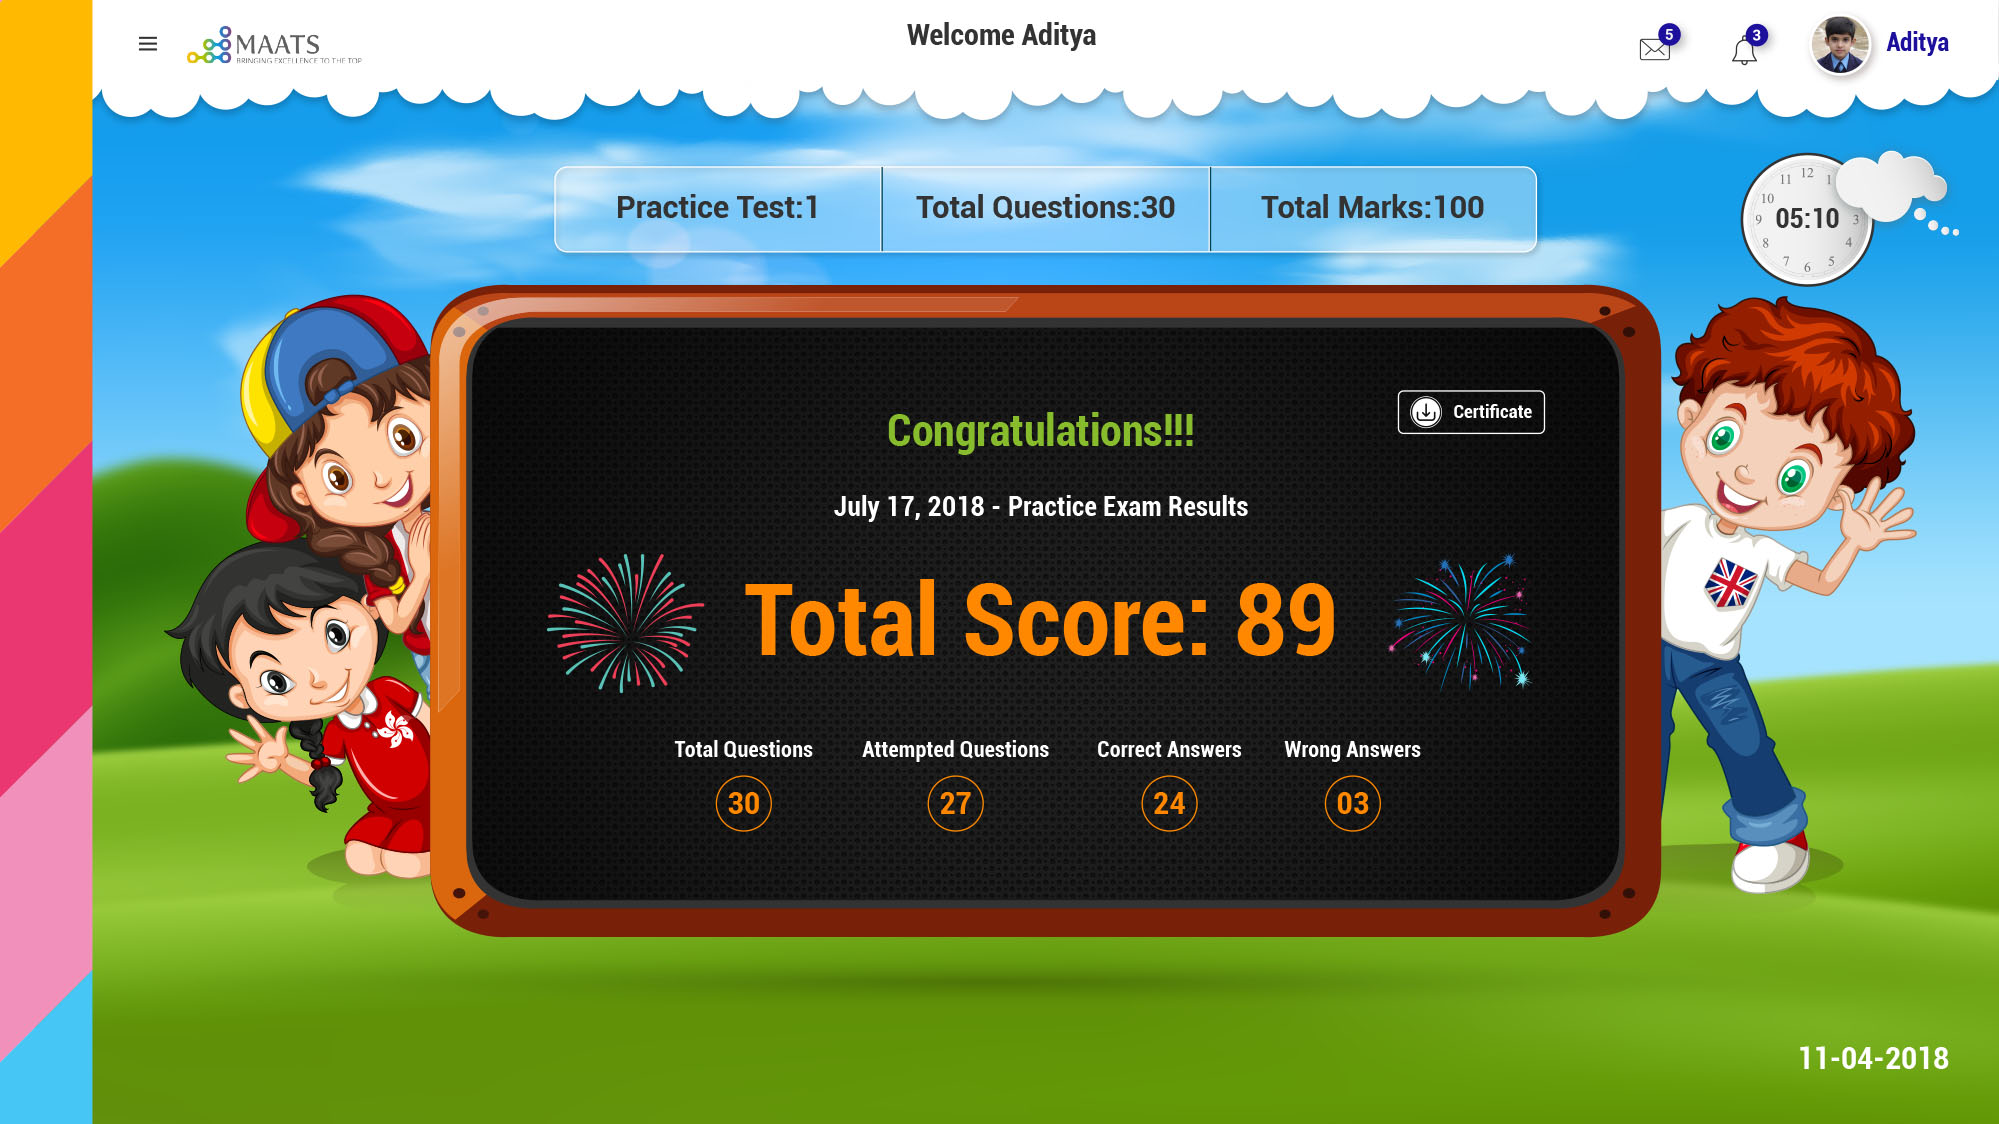 MAATS
BRINGING EXCELLENCE TO THE TOP
Welcome Aditya
5
3
Aditya
Practice Test:1
Total Questions:30
Total Marks:100
12
1
11
10
9
8
7
6
5
4
3
05:10
Certificate
Congratulations!!!
July 17, 2018 - Practice Exam Results
Total Score: 89
Total Questions
Attempted Questions
Correct Answers
Wrong Answers
30
27
24
03
11-04-2018